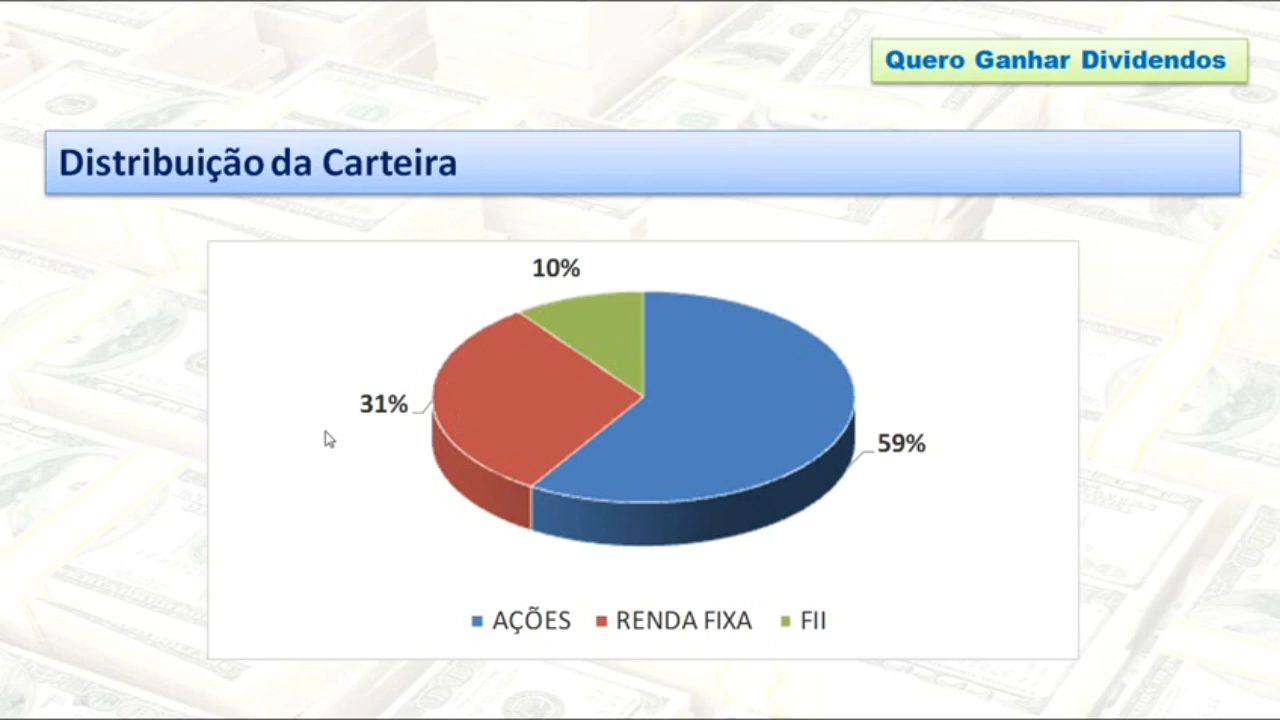 Quero Ganhar Dividendos
Distribuição da Carteira
10%
31%
59%
AÇÕES RENDA FIXA FII